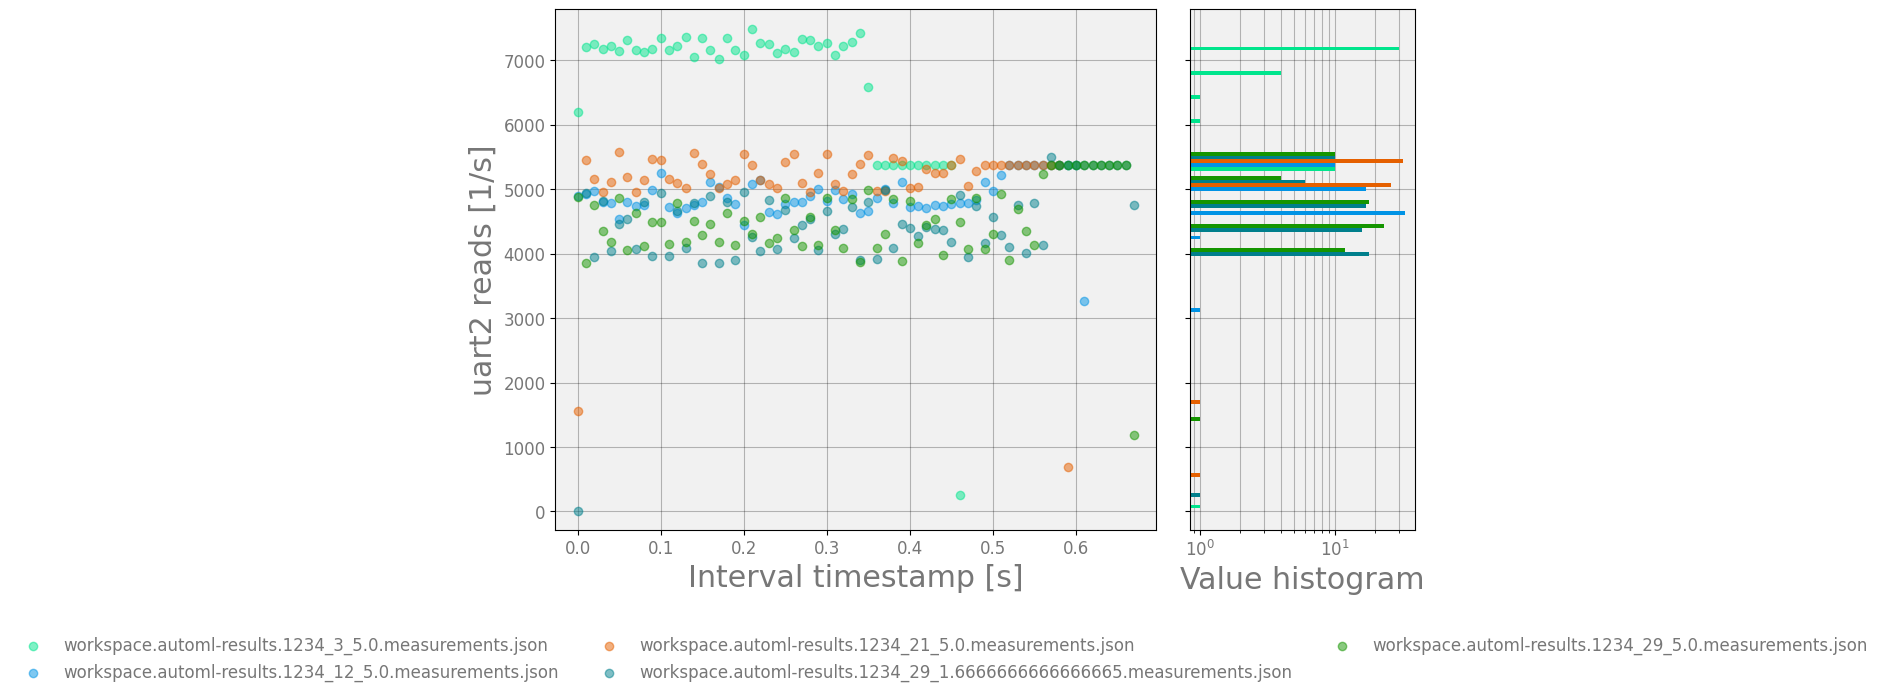 7000
6000
5000
4000
3000
2000
1000
0
uart2 reads [1/s]
0.0 0.1 0.2 0.3 0.4 0.5 0.6
Interval timestamp [s]
10^0 10^1
Value histogram
workspace.automl-results.1234_3_5.0.measurements.json
workspace.automl-results.1234_21_5.0.measurements.json
workspace.automl-results.1234_29_5.0.measurements.json
workspace.automl-results.1234_12_5.0.measurements.json
workspace.automl-results.1234_29_1.6666666666666665.measurements.json